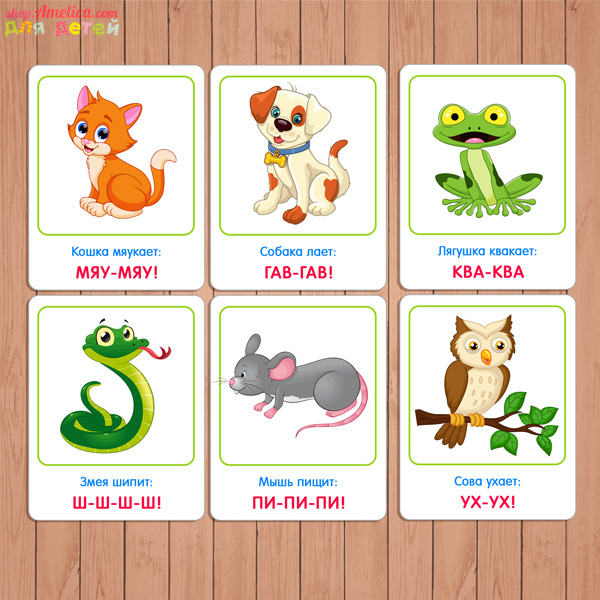 shop.Amelica.com
для детей
Кошка мяукает:
МЯУ-МЯУ!
Собака лает:
ГАВ-ГАВ!
Лягушка квакает:
КВА-КВА
Змея шипит:
Ш-Ш-Ш-Ш!
Мышь пищит:
ПИ-ПИ-ПИ!
Сова ухает:
УХ-УХ!